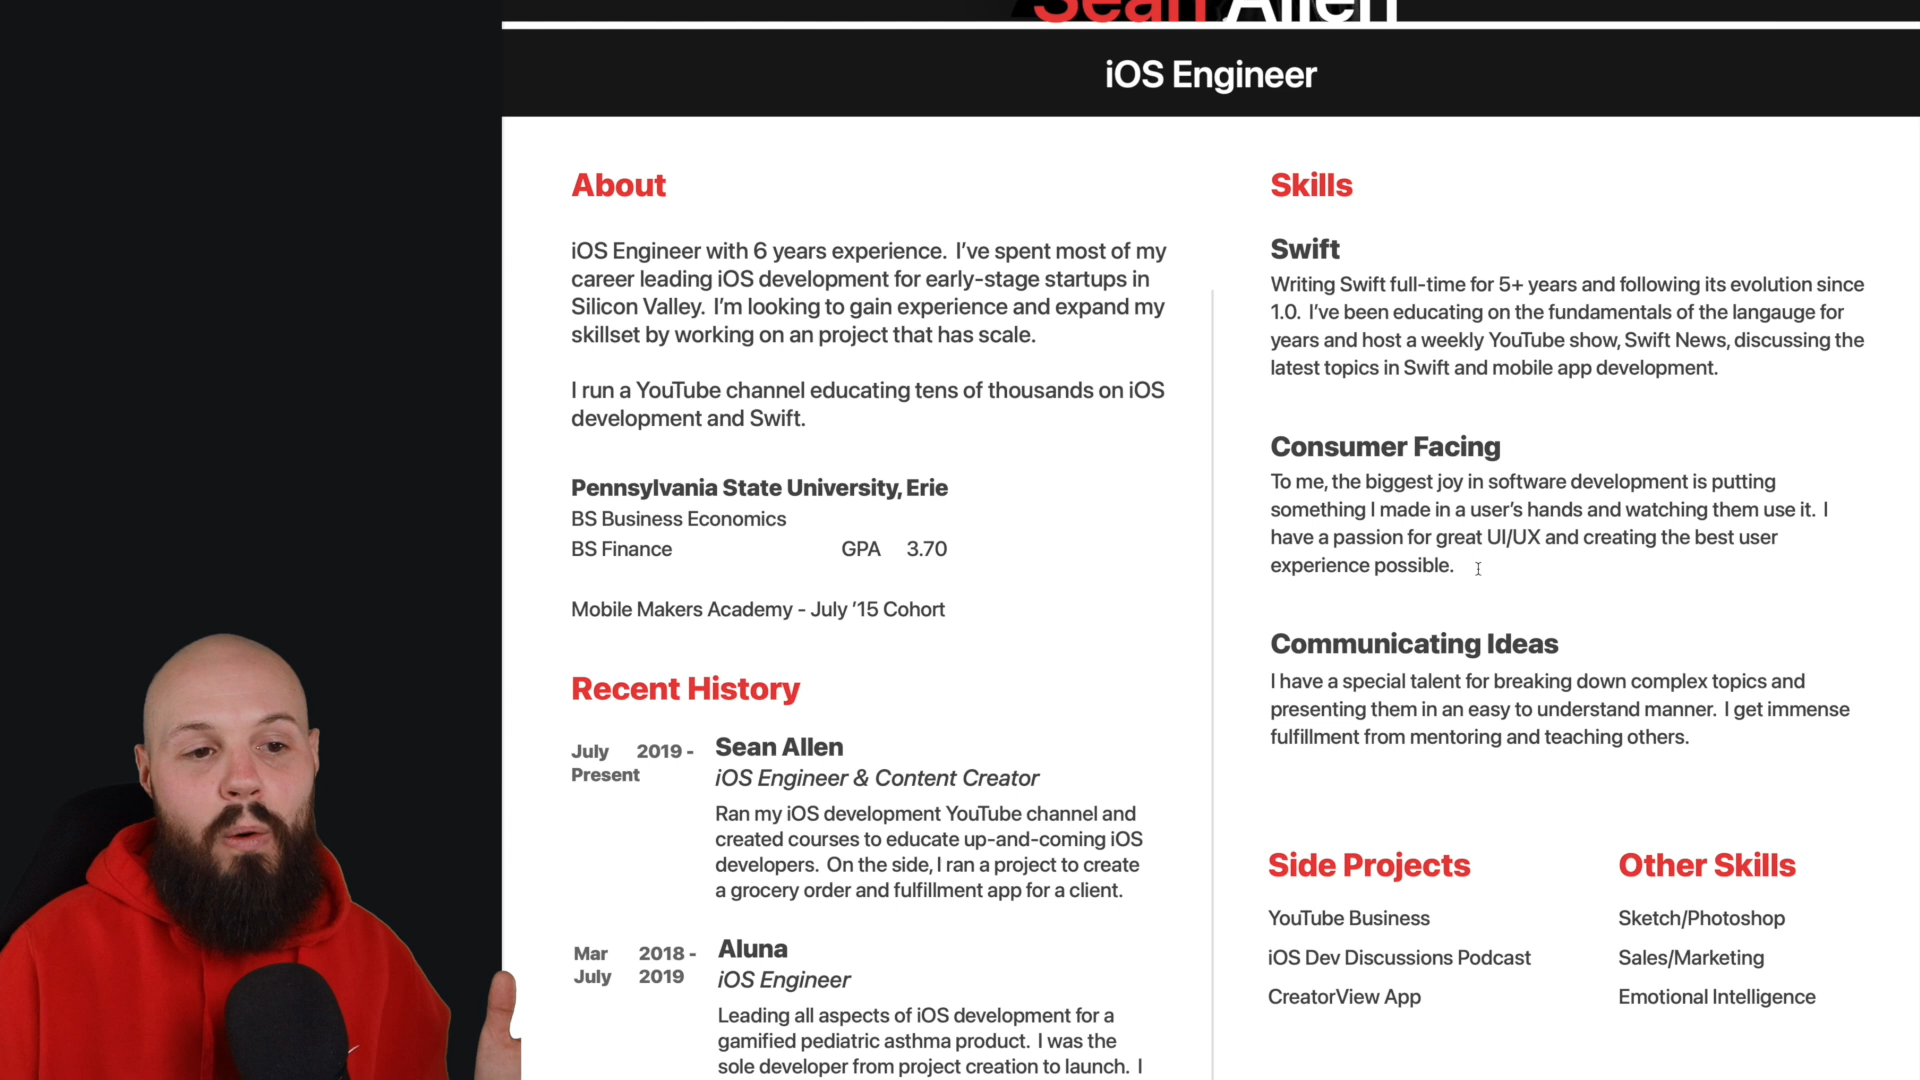 Sean Allen
iOS Engineer
About
iOS Engineer with 6 years experience. I've spent most of my
career leading iOS development for early-stage startups in
Silicon Valley. I'm looking to gain experience and expand my
skillset by working on an project that has scale.
I run a YouTube channel educating tens of thousands on iOS
development and Swift.
Pennsylvania State University, Erie
BS Business Economics
BS Finance GPA 3.70
Mobile Makers Academy - July '15 Cohort
Recent History
July 2019 -
Present
Sean Allen
iOS Engineer & Content Creator
Ran my iOS development YouTube channel and
created courses to educate up-and-coming iOS
developers. On the side, I ran a project to create
a grocery order and fulfillment app for a client.
Mar 2018 -
July 2019
Aluna
iOS Engineer
Leading all aspects of iOS development for a
gamified pediatric asthma product. I was the
sole developer from project creation to launch. I
Skills
Swift
Writing Swift full-time for 5+ years and following its evolution since
1.0. I've been educating on the fundamentals of the langauge for
years and host a weekly YouTube show, Swift News, discussing the
latest topics in Swift and mobile app development.
Consumer Facing
To me, the biggest joy in software development is putting
something I made in a user's hands and watching them use it. I
have a passion for great UI/UX and creating the best user
experience possible.
Communicating Ideas
I have a special talent for breaking down complex topics and
presenting them in an easy to understand manner. I get immense
fulfillment from mentoring and teaching others.
Side Projects
YouTube Business
iOS Dev Discussions Podcast
CreatorView App
Other Skills
Sketch/Photoshop
Sales/Marketing
Emotional Intelligence